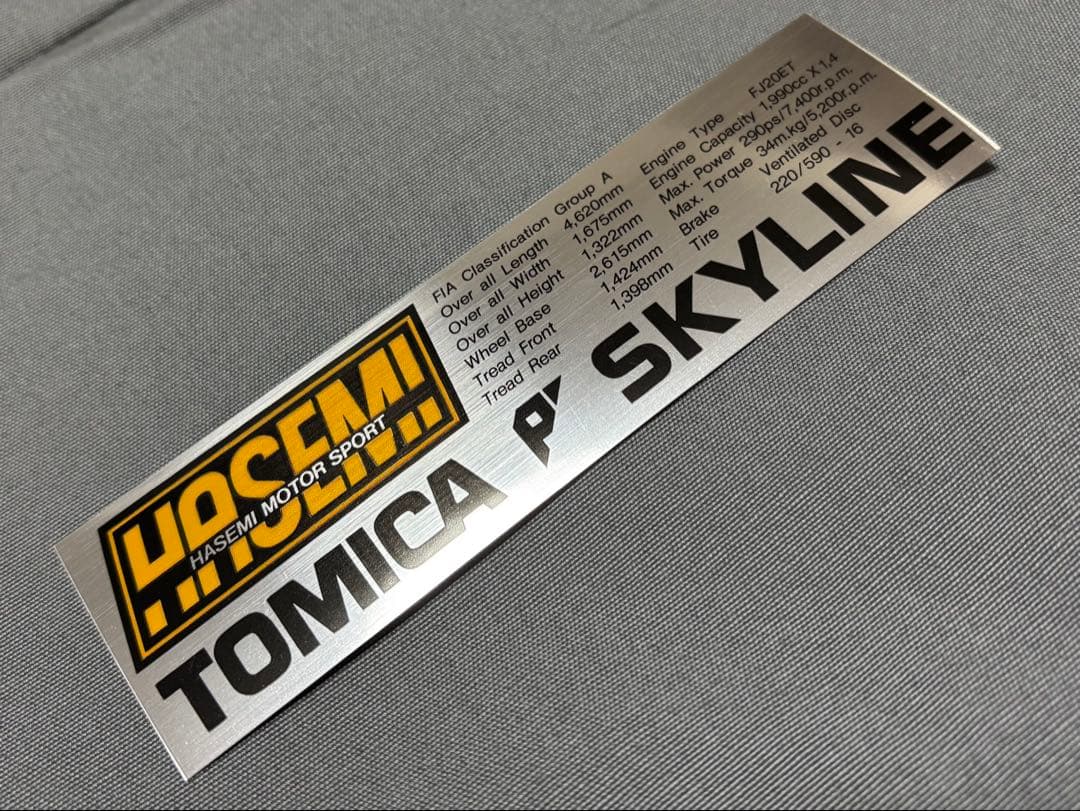 HASEMI
HASEMI MOTOR SPORT
FIA Classification Group A
Over all Length 4,620mm
Over all Width 1,675mm
Over all Height 1,322mm
Wheel Base 2,615mm
Tread Front 1,424mm
Tread Rear 1,398mm
Engine Type FJ20ET
Engine Capacity 1,990cc X 1,4
Max. Power 290ps/7,400r.p.m.
Max. Torque 34m.kg/5,200r.p.m.
Brake Ventilated Disc
Tire 220/590 - 16
TOMICA P' SKYLINE